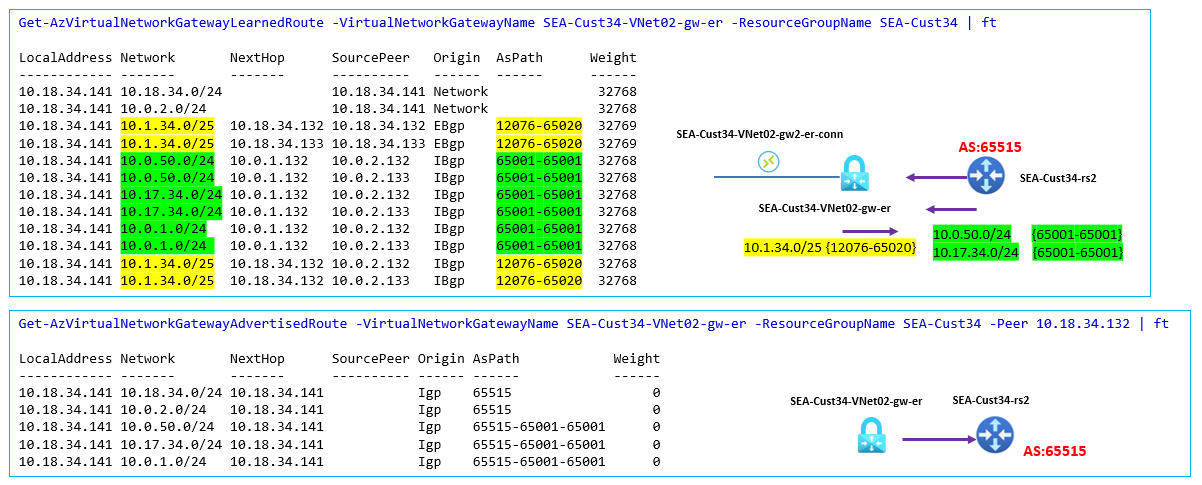 Get-AzVirtualNetworkGatewayLearnedRoute -VirtualNetworkGatewayName SEA-Cust34-VNet02-gw-er -ResourceGroupName SEA-Cust34 | ft
LocalAddress Network NextHop SourcePeer Origin AsPath Weight
------------ ------- ------- ---------- ------ ------ ------
10.18.34.141 10.18.34.0/24 10.18.34.141 Network 32768
10.18.34.141 10.0.2.0/24 10.18.34.141 Network 32768
10.18.34.141 10.1.34.0/25 10.18.34.132 10.18.34.132 EBgp 12076-65020 32769
10.18.34.141 10.1.34.0/25 10.18.34.133 10.18.34.133 EBgp 12076-65020 32769
10.18.34.141 10.0.50.0/24 10.0.1.132 10.0.2.132 IBgp 65001-65001 32768
10.18.34.141 10.0.50.0/24 10.0.1.132 10.0.2.133 IBgp 65001-65001 32768
10.18.34.141 10.17.34.0/24 10.0.1.132 10.0.2.132 IBgp 65001-65001 32768
10.18.34.141 10.17.34.0/24 10.0.1.132 10.0.2.133 IBgp 65001-65001 32768
10.18.34.141 10.0.1.0/24 10.0.1.132 10.0.2.132 IBgp 65001-65001 32768
10.18.34.141 10.0.1.0/24 10.0.1.132 10.0.2.133 IBgp 65001-65001 32768
10.18.34.141 10.1.34.0/25 10.18.34.132 10.0.2.132 IBgp 12076-65020 32768
10.18.34.141 10.1.34.0/25 10.18.34.132 10.0.2.133 IBgp 12076-65020 32768
SEA-Cust34-VNet02-gw2-er-conn
AS:65515
SEA-Cust34-rs2
SEA-Cust34-VNet02-gw-er
10.1.34.0/25 {12076-65020}
10.0.50.0/24 {65001-65001}
10.17.34.0/24 {65001-65001}
Get-AzVirtualNetworkGatewayAdvertisedRoute -VirtualNetworkGatewayName SEA-Cust34-VNet02-gw-er -ResourceGroupName SEA-Cust34 -Peer 10.18.34.132 | ft
LocalAddress Network NextHop SourcePeer Origin AsPath Weight
------------ ------- ------- ---------- ------ ------ ------
10.18.34.141 10.18.34.0/24 10.18.34.141 Igp 65515 0
10.18.34.141 10.0.2.0/24 10.18.34.141 Igp 65515 0
10.18.34.141 10.0.50.0/24 10.18.34.141 Igp 65515-65001-65001 0
10.18.34.141 10.17.34.0/24 10.18.34.141 Igp 65515-65001-65001 0
10.18.34.141 10.0.1.0/24 10.18.34.141 Igp 65515-65001-65001 0
SEA-Cust34-VNet02-gw-er
SEA-Cust34-rs2
AS:65515